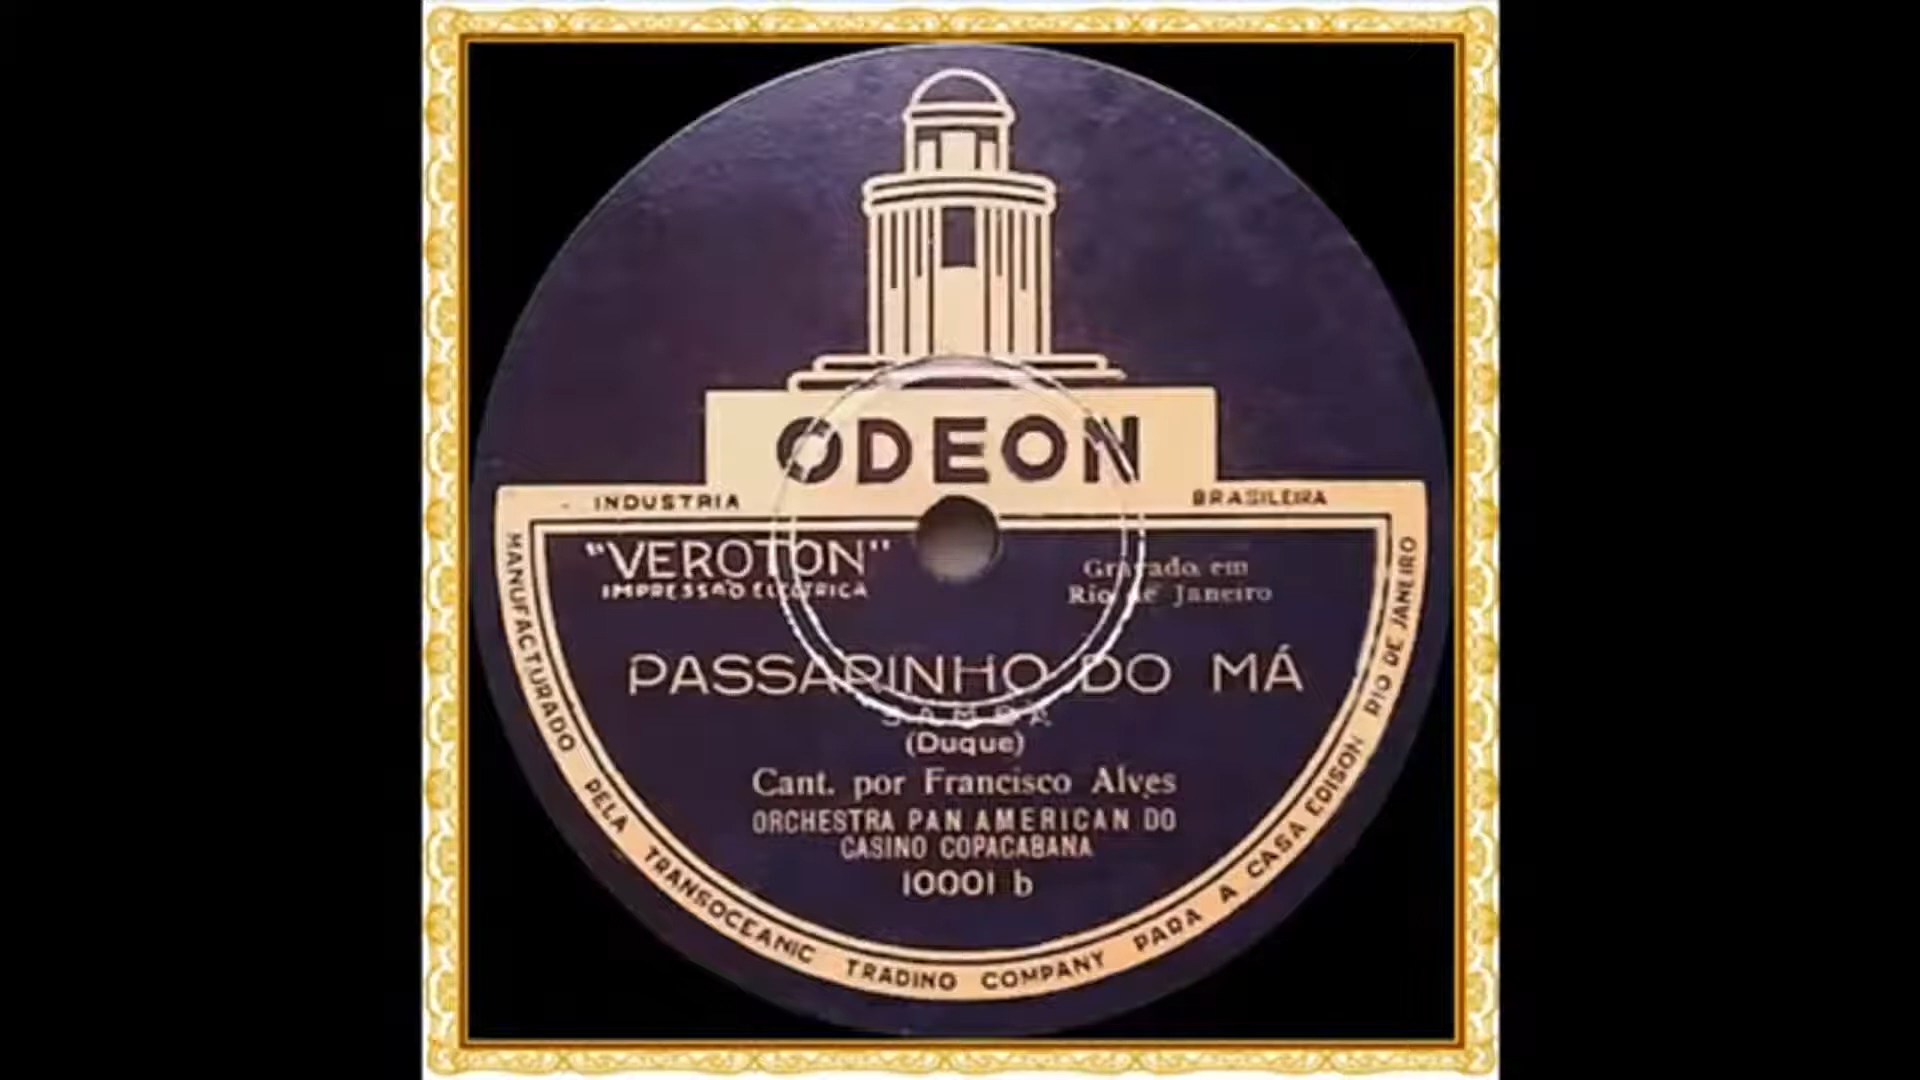 ODEON
INDUSTRIA BRASILEIRA
"VEROTON"
IMPRESSÃO ELECTRICA
Gravado em
Rio de Janeiro
PASSARINHO DO MÁ
SAMBA
(Duque)
Cant. por Francisco Alves
ORCHESTRA PAN AMERICAN DO
CASINO COPACABANA
10001 b
MANUFACTURADO PELA TRANSOCEANIC TRADING COMPANY PARA A CASA EDISON RIO DE JANEIRO